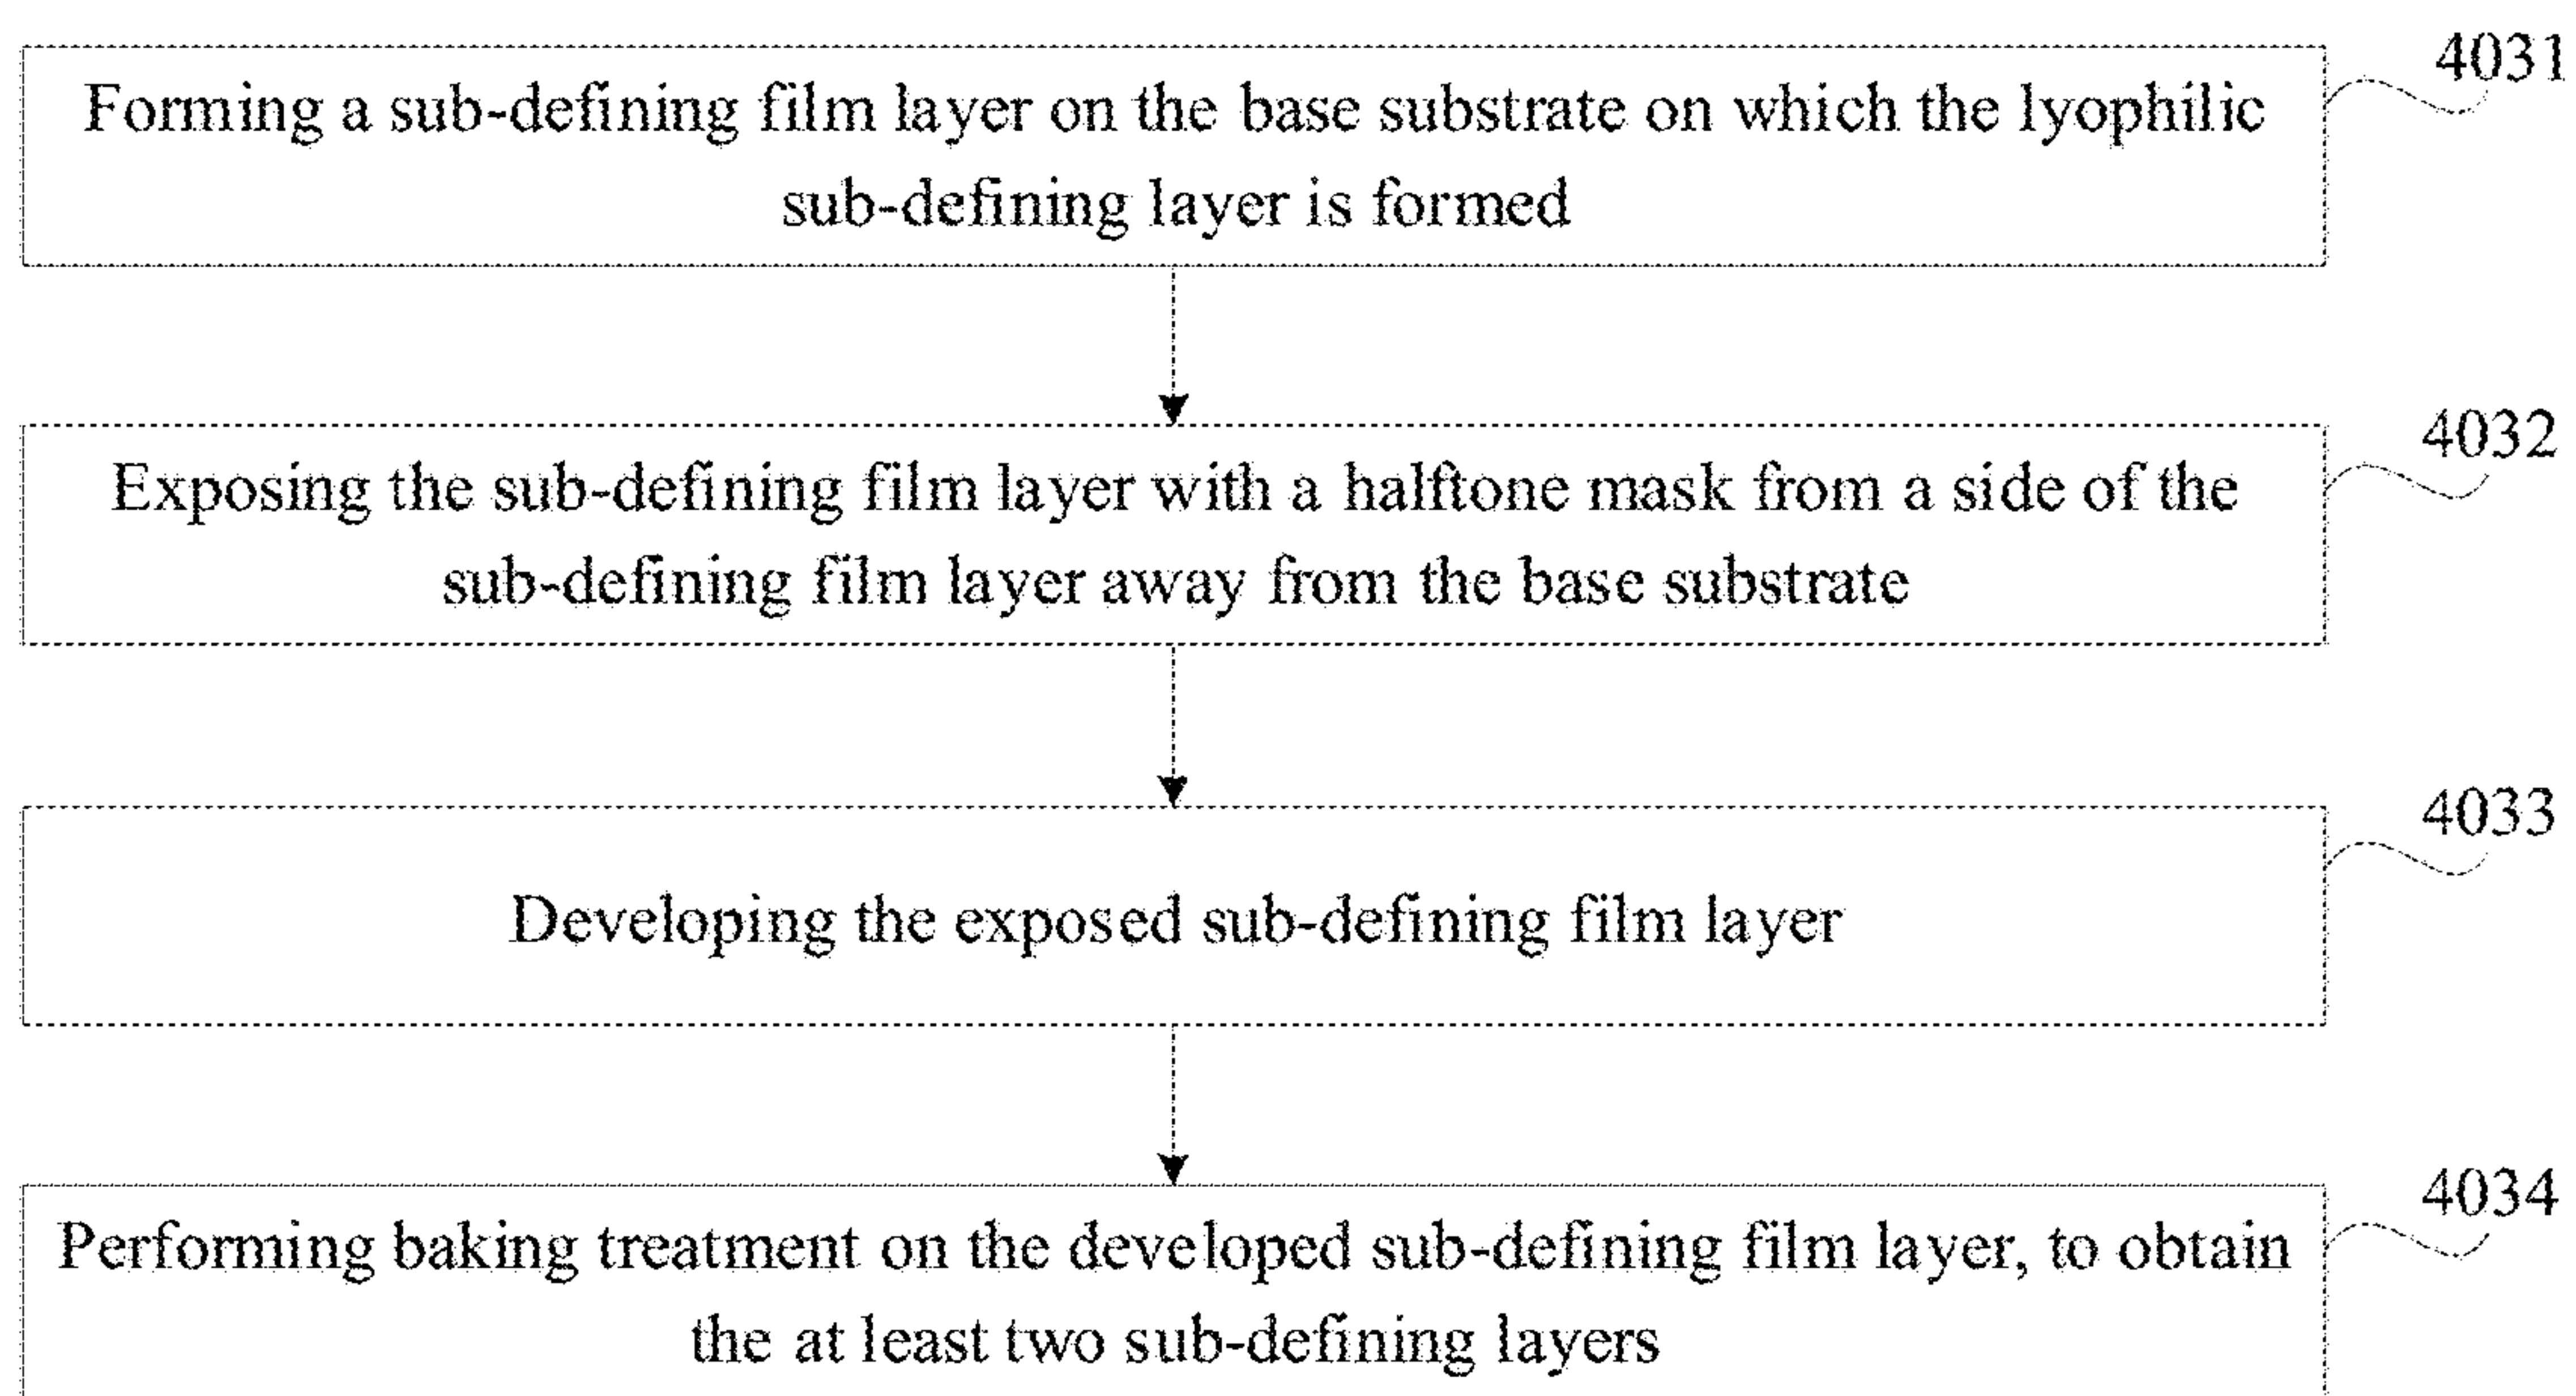 4031
Forming a sub-defining film layer on the base substrate on which the lyophilic
sub-defining layer is formed
4032
Exposing the sub-defining film layer with a halftone mask from a side of the
sub-defining film layer away from the base substrate
4033
Developing the exposed sub-defining film layer
4034
Performing baking treatment on the developed sub-defining film layer, to obtain
the at least two sub-defining layers